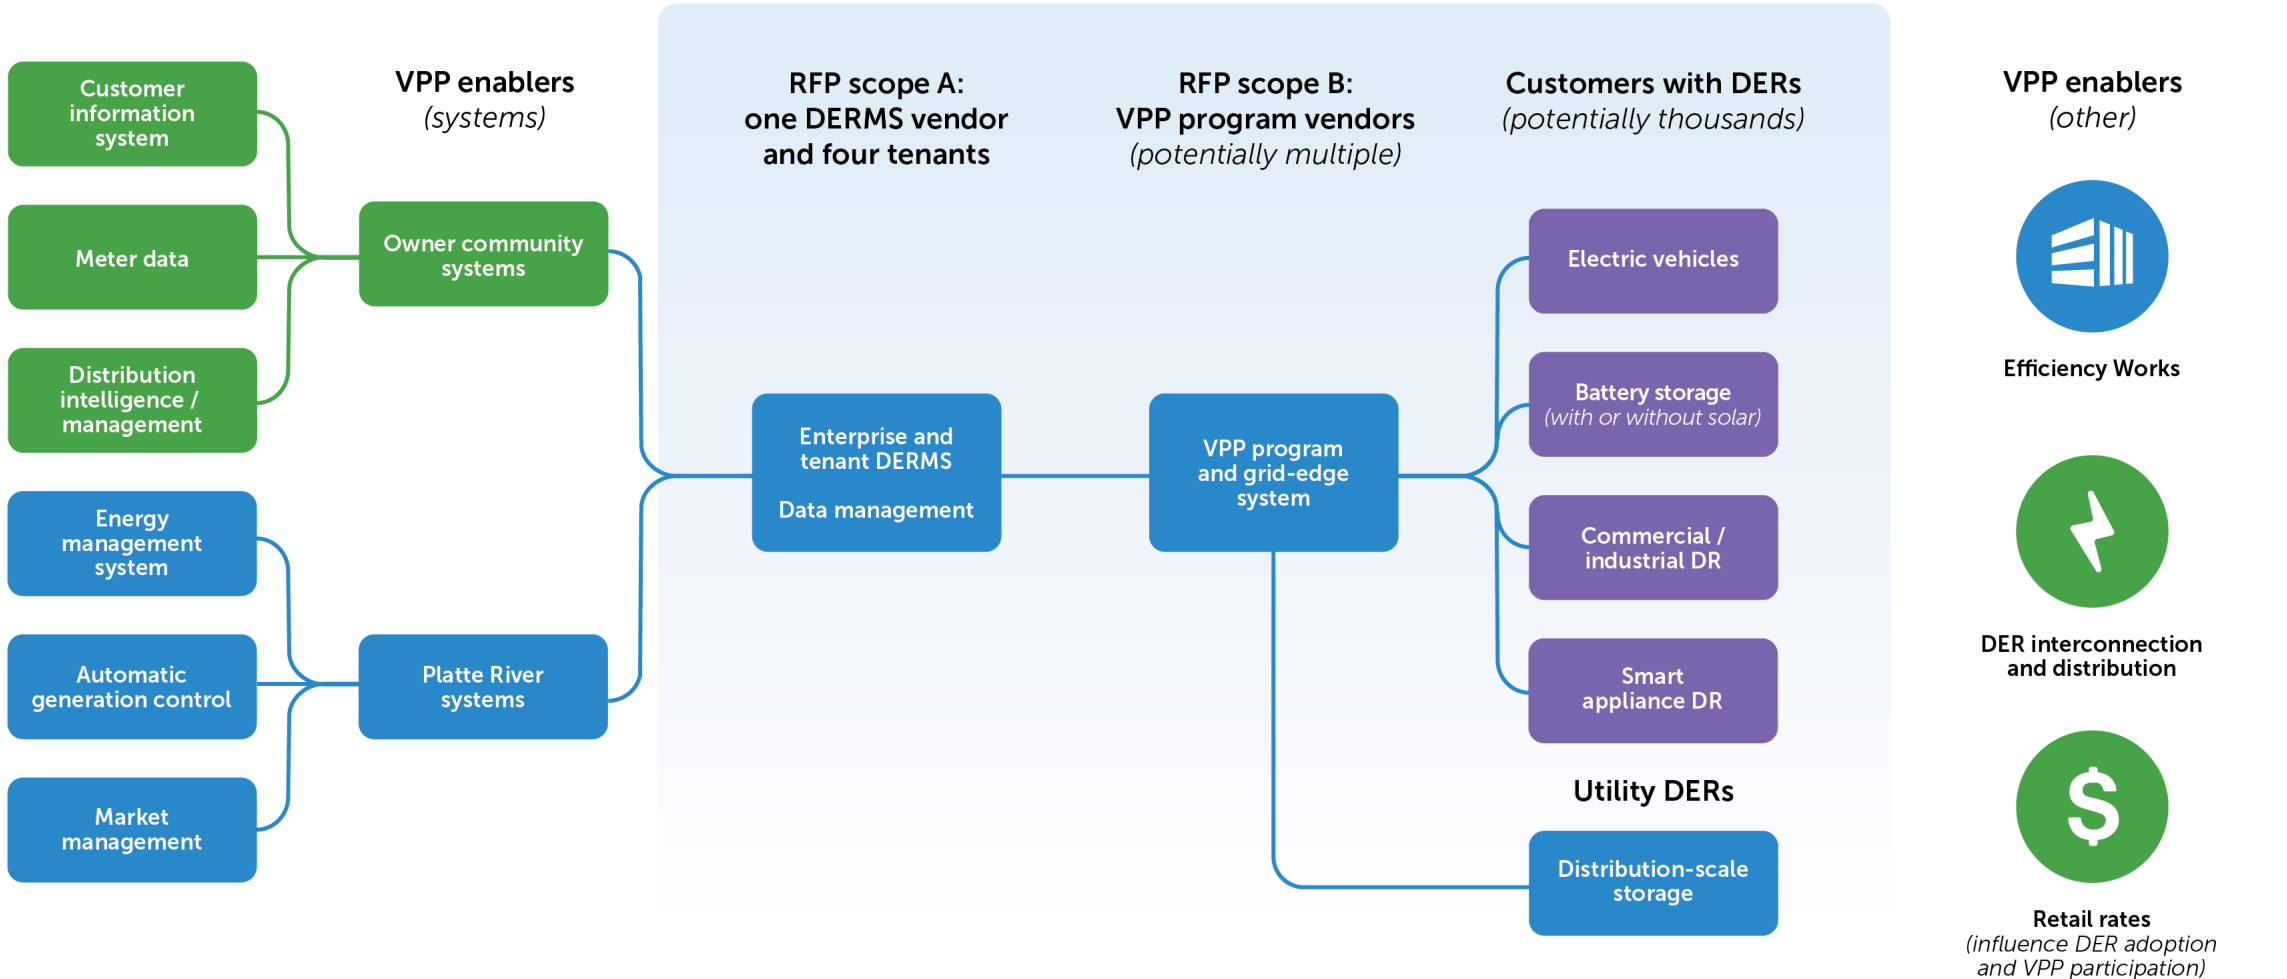 Customer
information
system
Meter data
Distribution
intelligence /
management
Energy
management
system
Automatic
generation control
Market
management
VPP enablers
(systems)
Owner community
systems
Platte River
systems
RFP scope A:
one DERMS vendor
and four tenants
Enterprise and
tenant DERMS
Data management
RFP scope B:
VPP program vendors
(potentially multiple)
VPP program
and grid-edge
system
Customers with DERs
(potentially thousands)
Electric vehicles
Battery storage
(with or without solar)
Commercial /
industrial DR
Smart
appliance DR
Utility DERs
Distribution-scale
storage
VPP enablers
(other)
Efficiency Works
DER interconnection
and distribution
$
Retail rates
(influence DER adoption
and VPP participation)